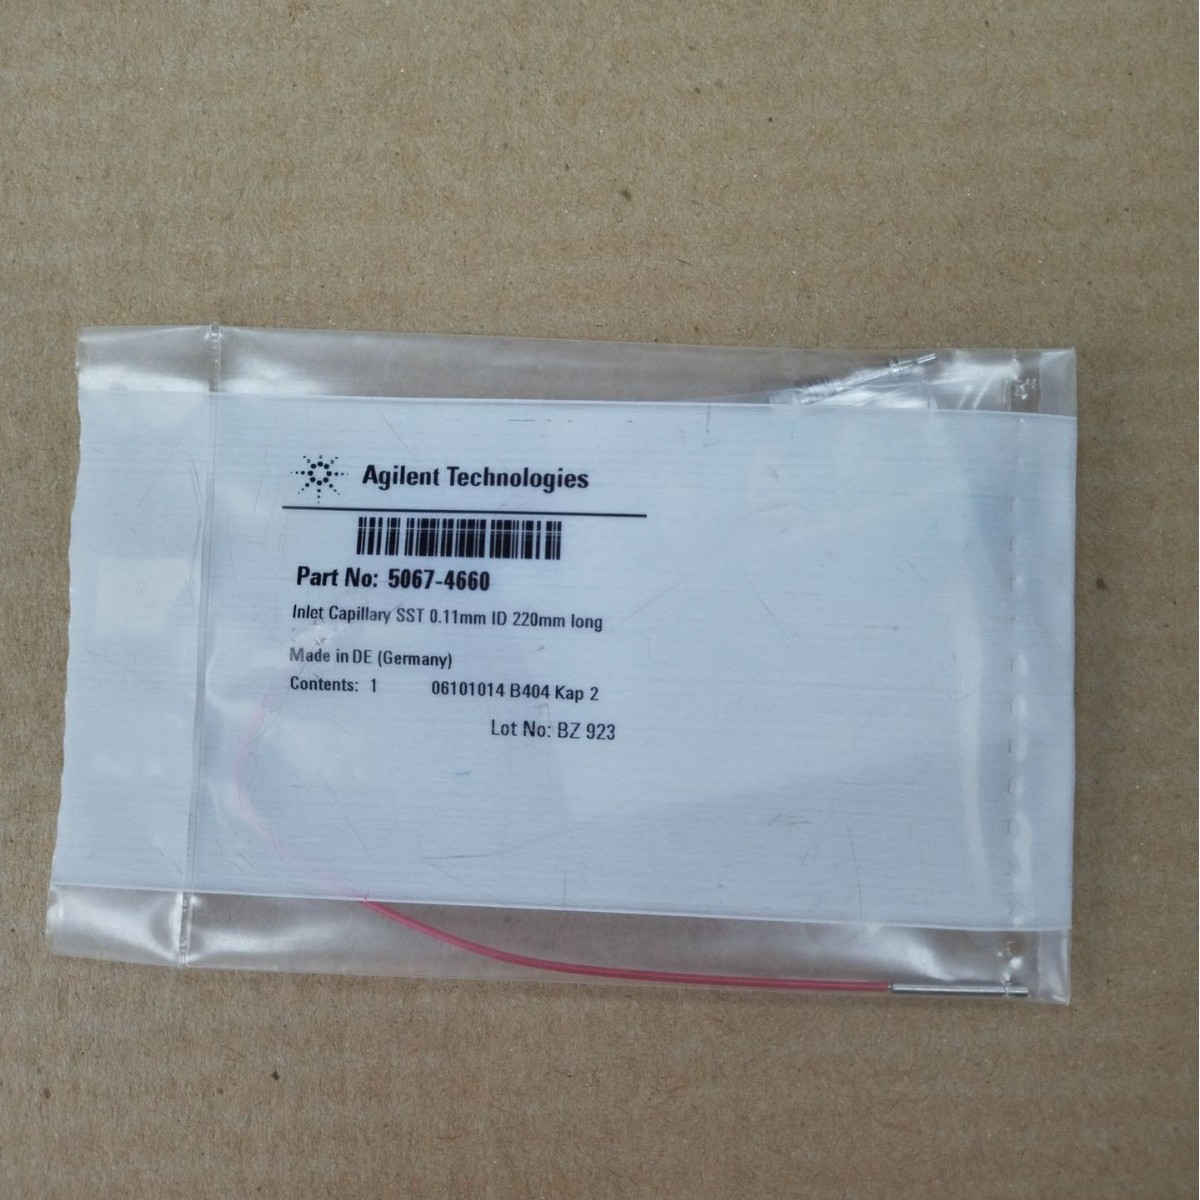 Agilent Technologies
Part No: 5067-4660
Inlet Capillary SST 0.11mm ID 220mm long
Made in DE (Germany)
Contents: 1 06101014 B404 Kap 2
Lot No: BZ 923